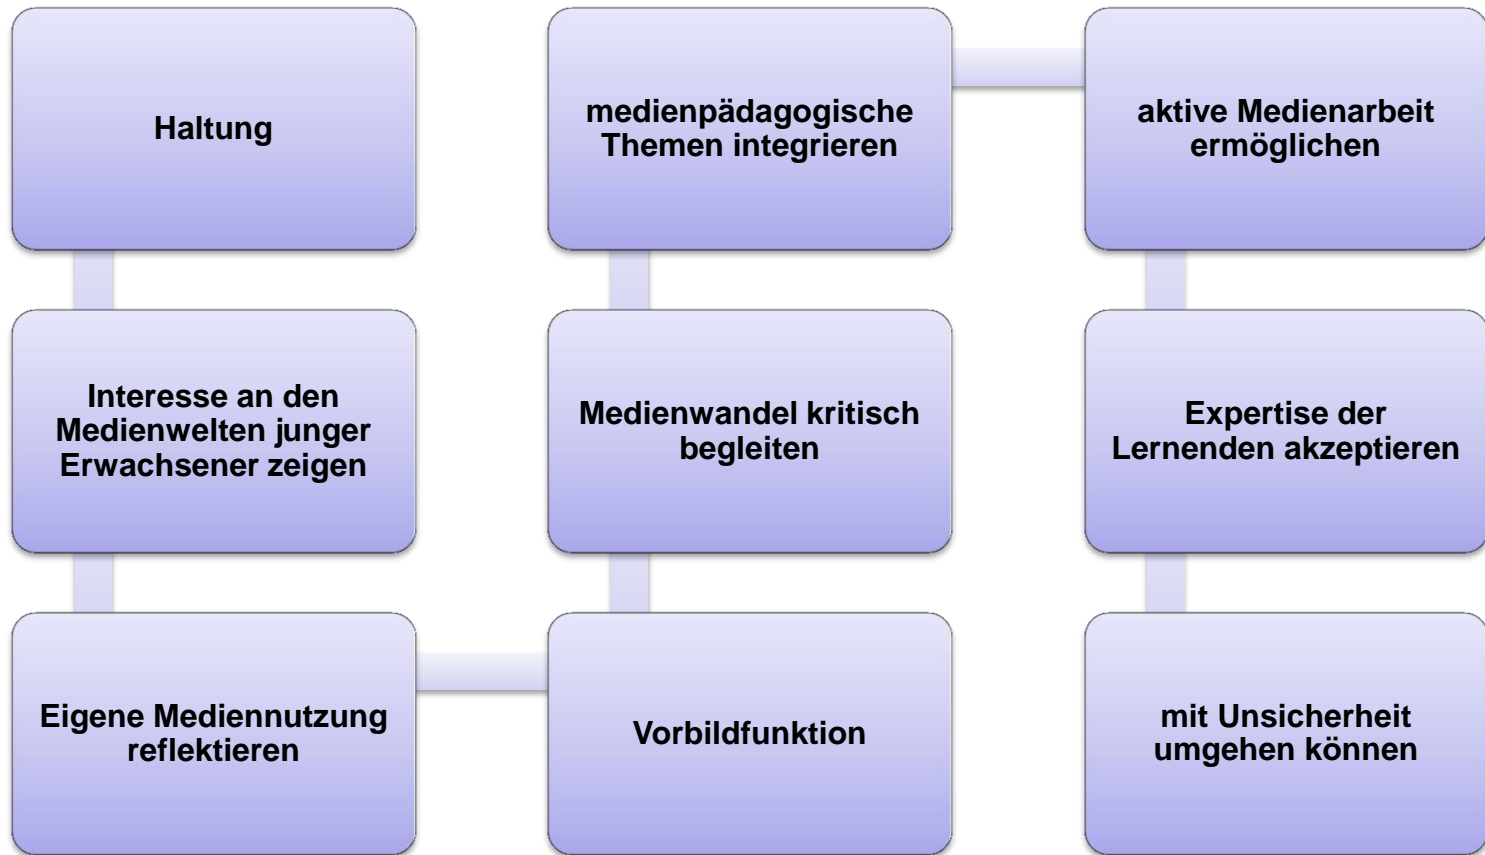 Haltung
Interesse an den
Medienwelten junger
Erwachsener zeigen
Eigene Mediennutzung
reflektieren
Vorbildfunktion
Medienwandel kritisch
begleiten
medienpädagogische
Themen integrieren
aktive Medienarbeit
ermöglichen
Expertise der
Lernenden akzeptieren
mit Unsicherheit
umgehen können